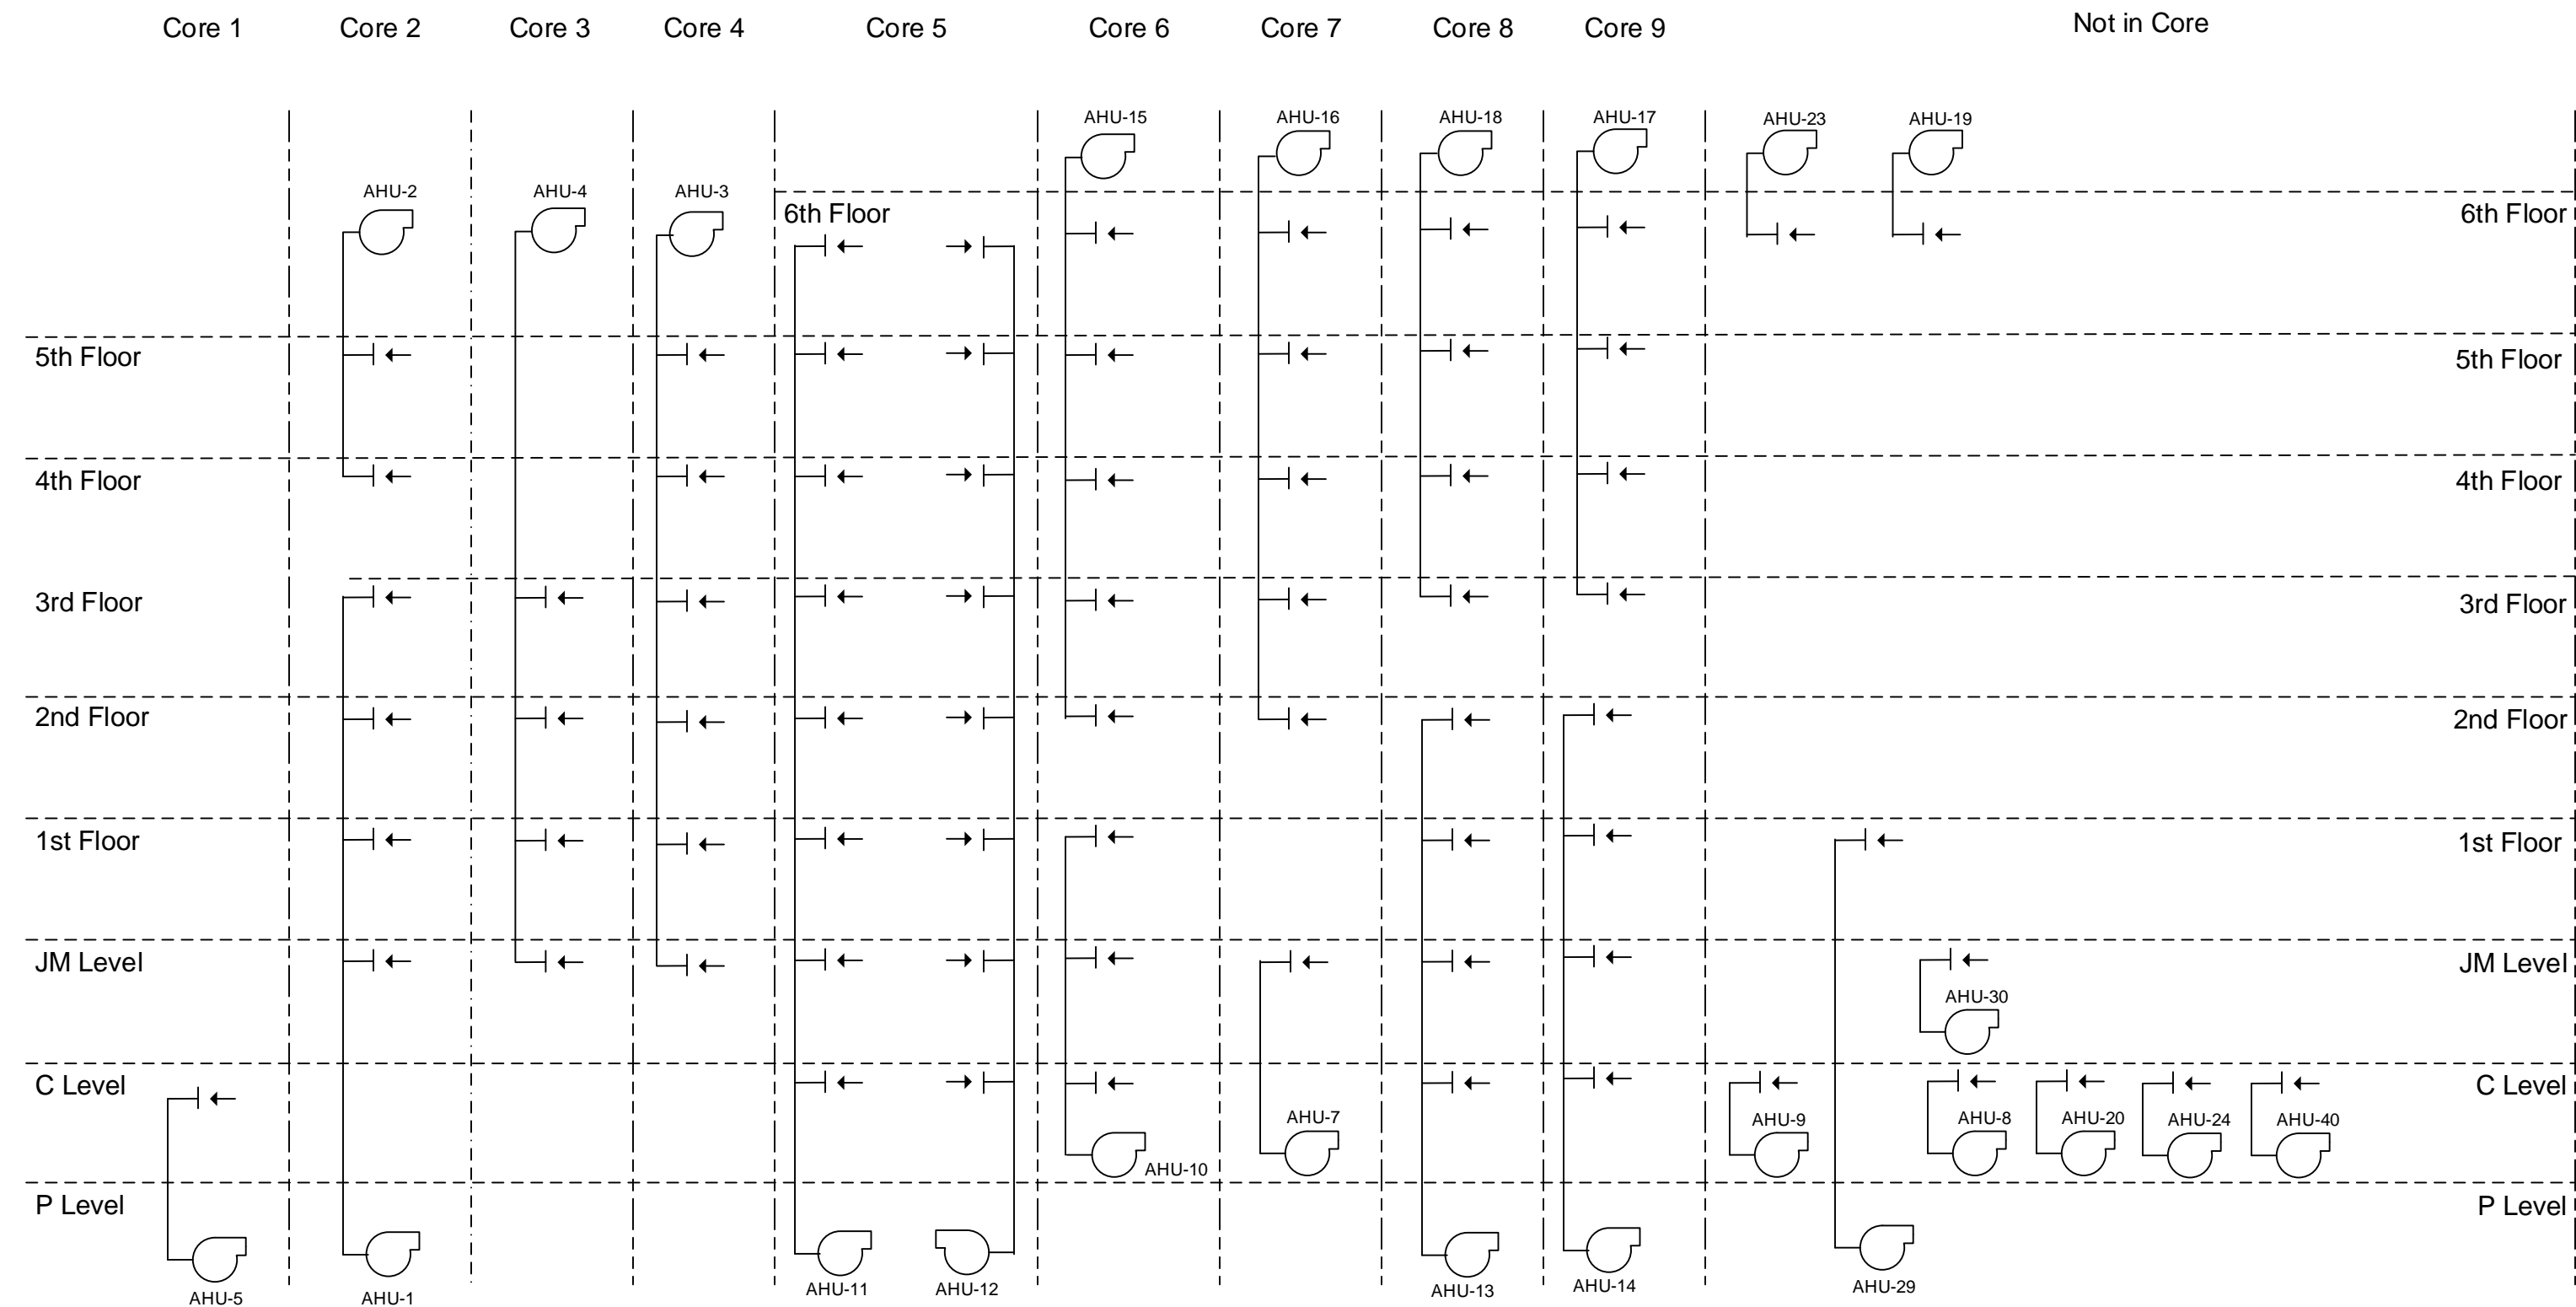 Core 1 Core 2 Core 3 Core 4 Core 5 Core 6 Core 7 Core 8 Core 9 Not in Core
AHU-15 AHU-16 AHU-18 AHU-17 AHU-23 AHU-19
AHU-2 AHU-4 AHU-3
6th Floor 6th Floor
5th Floor 5th Floor
4th Floor 4th Floor
3rd Floor 3rd Floor
2nd Floor 2nd Floor
1st Floor 1st Floor
JM Level JM Level
AHU-30
C Level C Level
AHU-7 AHU-9 AHU-8 AHU-20 AHU-24 AHU-40
AHU-10
P Level P Level
AHU-5 AHU-1 AHU-11 AHU-12 AHU-13 AHU-14 AHU-29